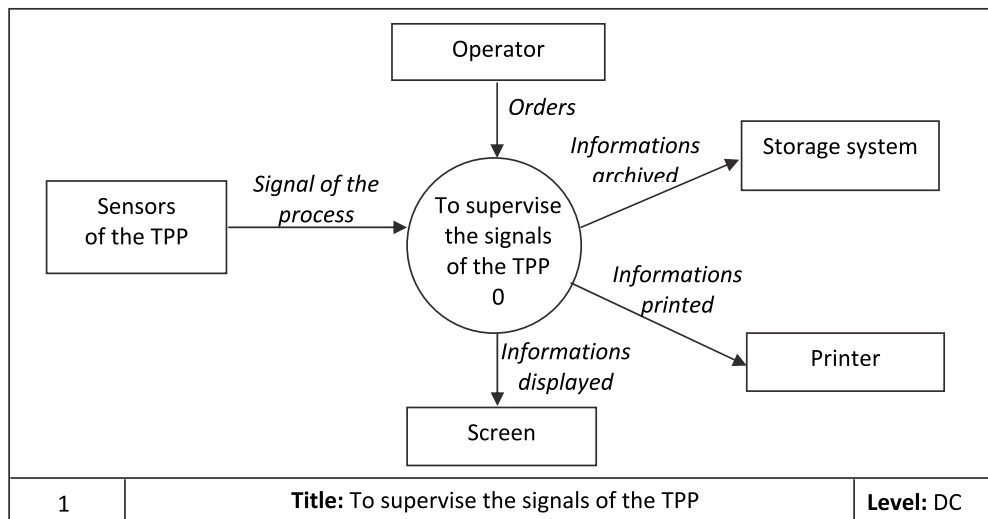 Operator
Orders
Informations
archived
Storage system
Signal of the
process
Sensors
of the TPP
To supervise
the signals
of the TPP
0
Informations
printed
Printer
Informations
displayed
Screen
1
Title: To supervise the signals of the TPP
Level: DC